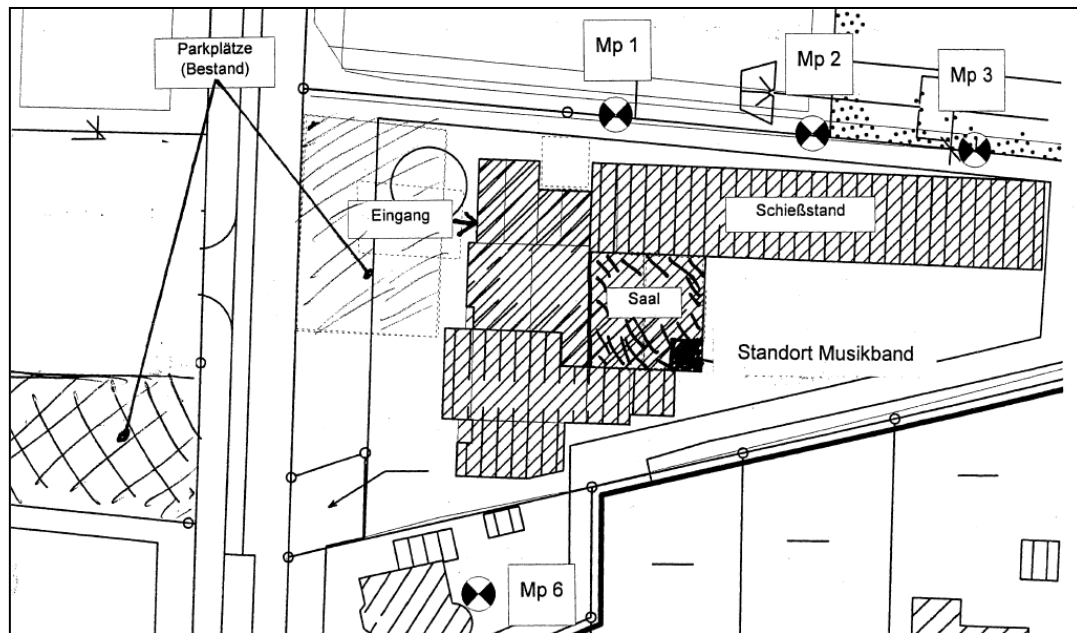 Parkplätze
(Bestand)
Mp 1
Mp 2
Mp 3
Eingang
Schießstand
Saal
Standort Musikband
Mp 6